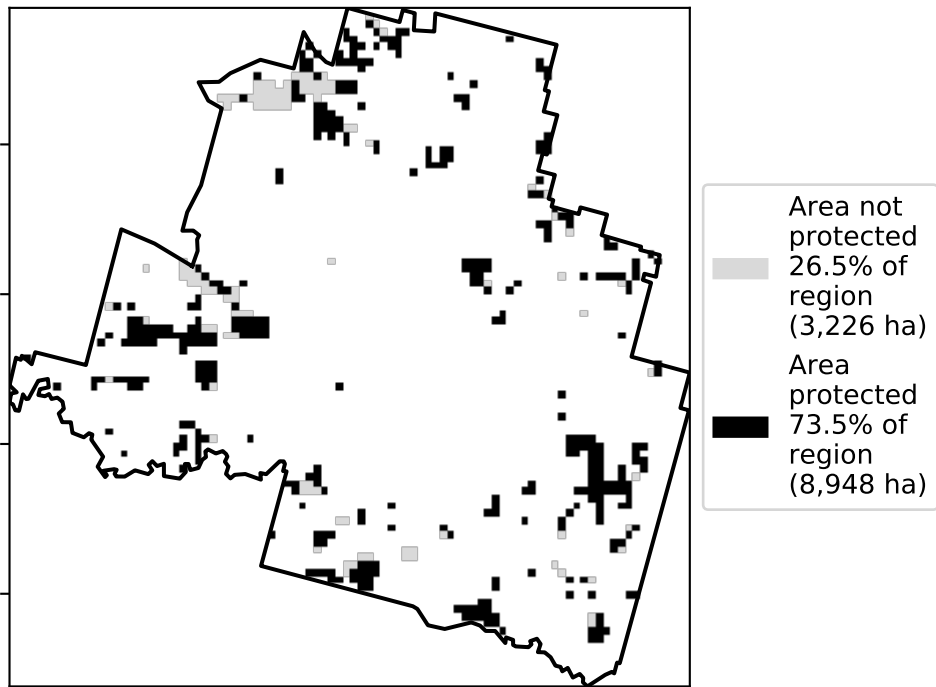 Area not
protected
26.5% of
region
(3,226 ha)
Area
protected
73.5% of
region
(8,948 ha)